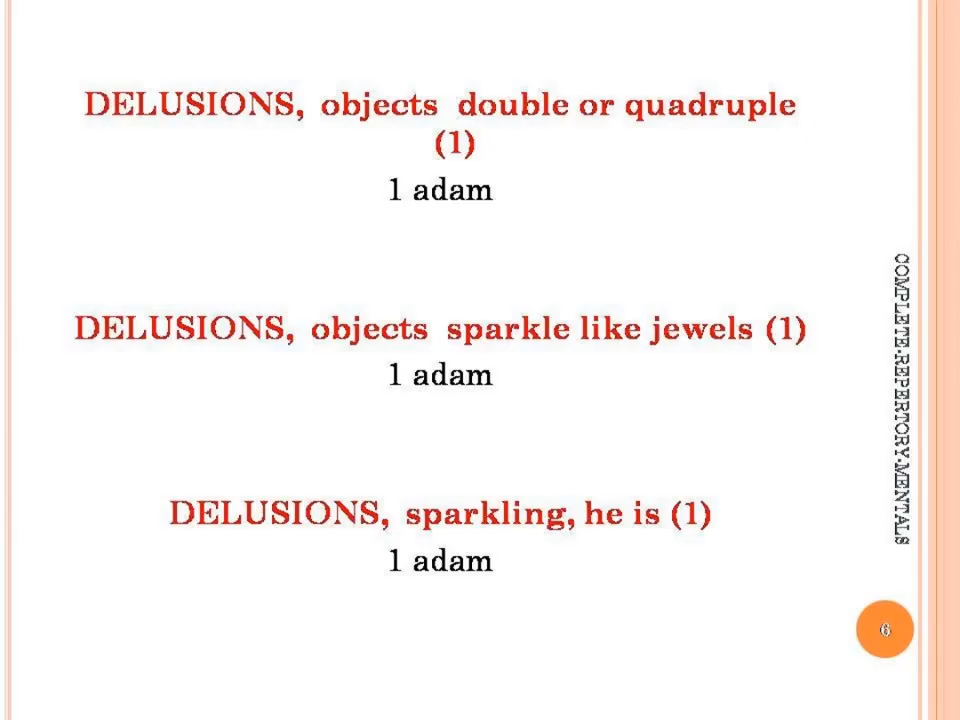 DELUSIONS, objects double or quadruple
(1)
1 adam
DELUSIONS, objects sparkle like jewels (1)
1 adam
DELUSIONS, sparkling, he is (1)
1 adam
COMPLETE-REPERTORY-MENTALS
6